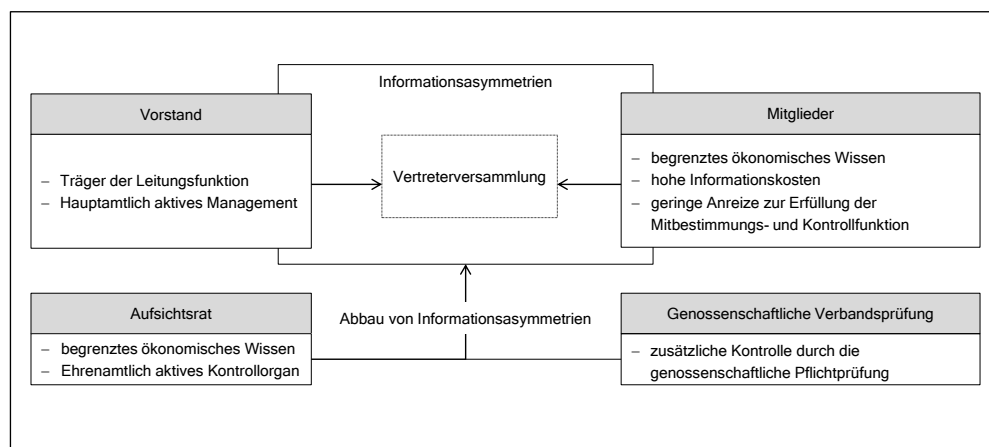 Informationsasymmetrien
Vorstand
– Träger der Leitungsfunktion
– Hauptamtlich aktives Management
Vertreterversammlung
Mitglieder
– begrenztes ökonomisches Wissen
– hohe Informationskosten
– geringe Anreize zur Erfüllung der
Mitbestimmungs- und Kontrollfunktion
Aufsichtsrat
– begrenztes ökonomisches Wissen
– Ehrenamtlich aktives Kontrollorgan
Abbau von Informationsasymmetrien
Genossenschaftliche Verbandsprüfung
– zusätzliche Kontrolle durch die
genossenschaftliche Pflichtprüfung